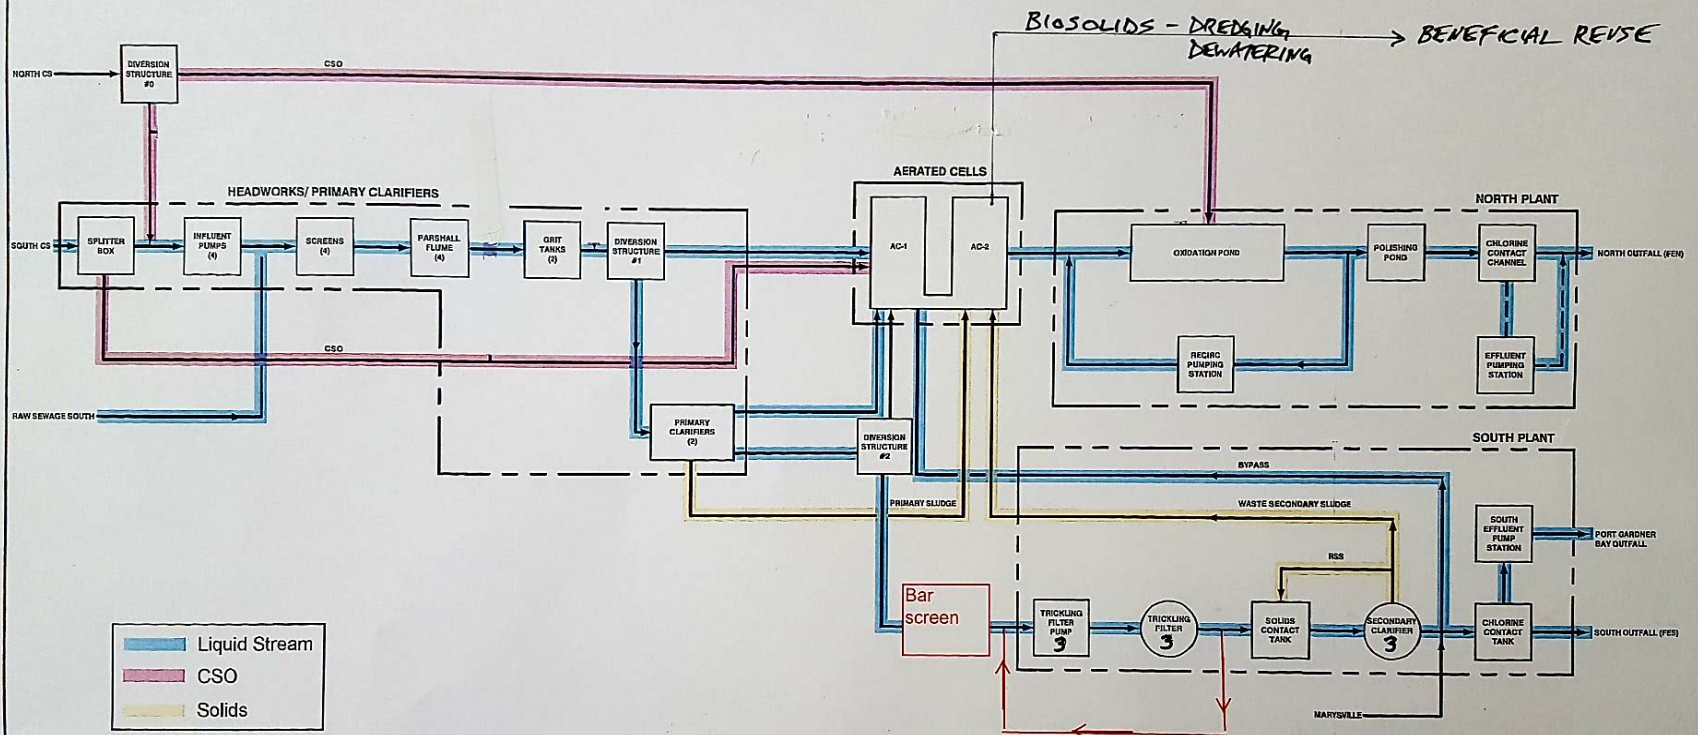 BIOSOLIDS - DREDGING
DEWATERING
BENEFICIAL REUSE
NORTH CS
DIVERSION
STRUCTURE
#0
CSO
HEADWORKS/ PRIMARY CLARIFIERS
SOUTH CS
SPLITTER
BOX
INFLUENT
PUMPS
(4)
SCREENS
(4)
PARSHALL
FLUME
(4)
GRIT
TANKS
(2)
DIVERSION
STRUCTURE
#1
AERATED CELLS
AC-1
AC-2
NORTH PLANT
OXIDATION POND
POLISHING
POND
CHLORINE
CONTACT
CHANNEL
NORTH OUTFALL (FEN)
CSO
RECIRC
PUMPING
STATION
EFFLUENT
PUMPING
STATION
RAW SEWAGE SOUTH
PRIMARY
CLARIFIERS
(2)
DIVERSION
STRUCTURE
#2
SOUTH PLANT
BYPASS
PRIMARY SLUDGE
WASTE SECONDARY SLUDGE
SOUTH
EFFLUENT
PUMP
STATION
PORT GARDNER
BAY OUTFALL
RSS
Bar
screen
TRICKLING
FILTER
PUMP
3
TRICKLING
FILTER
3
SOLIDS
CONTACT
TANK
SECONDARY
CLARIFIER
3
CHLORINE
CONTACT
TANK
SOUTH OUTFALL (FES)
MARYSVILLE
Liquid Stream
CSO
Solids